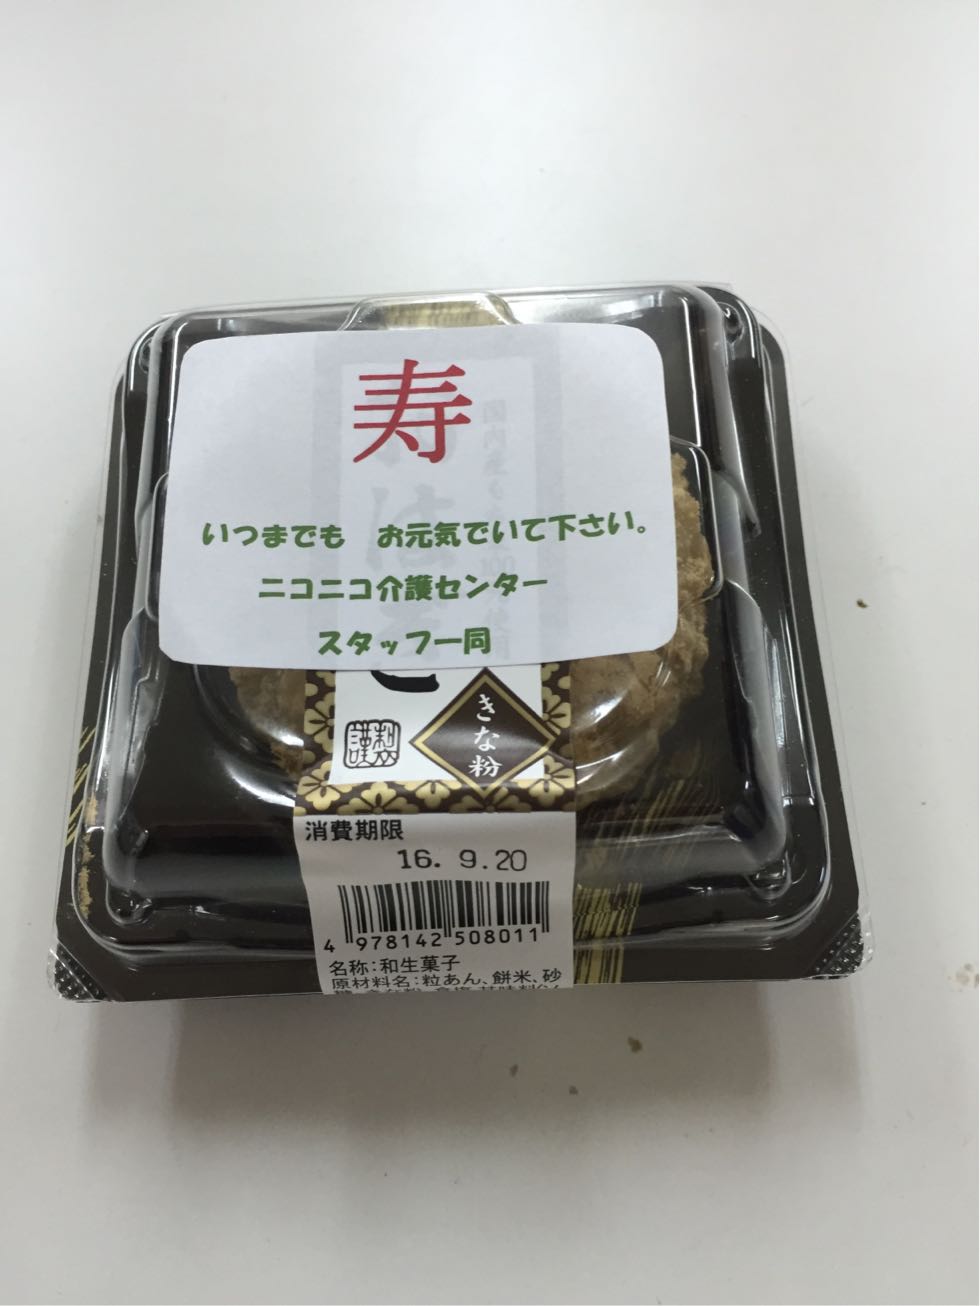 寿
いつまでも お元気でいて下さい。
ニコニコ介護センター
スタッフ一同
きな粉
謹製
消費期限
16. 9.20
4 978142 508011
名称:和生菓子
原材料名:粒あん、餅米、砂